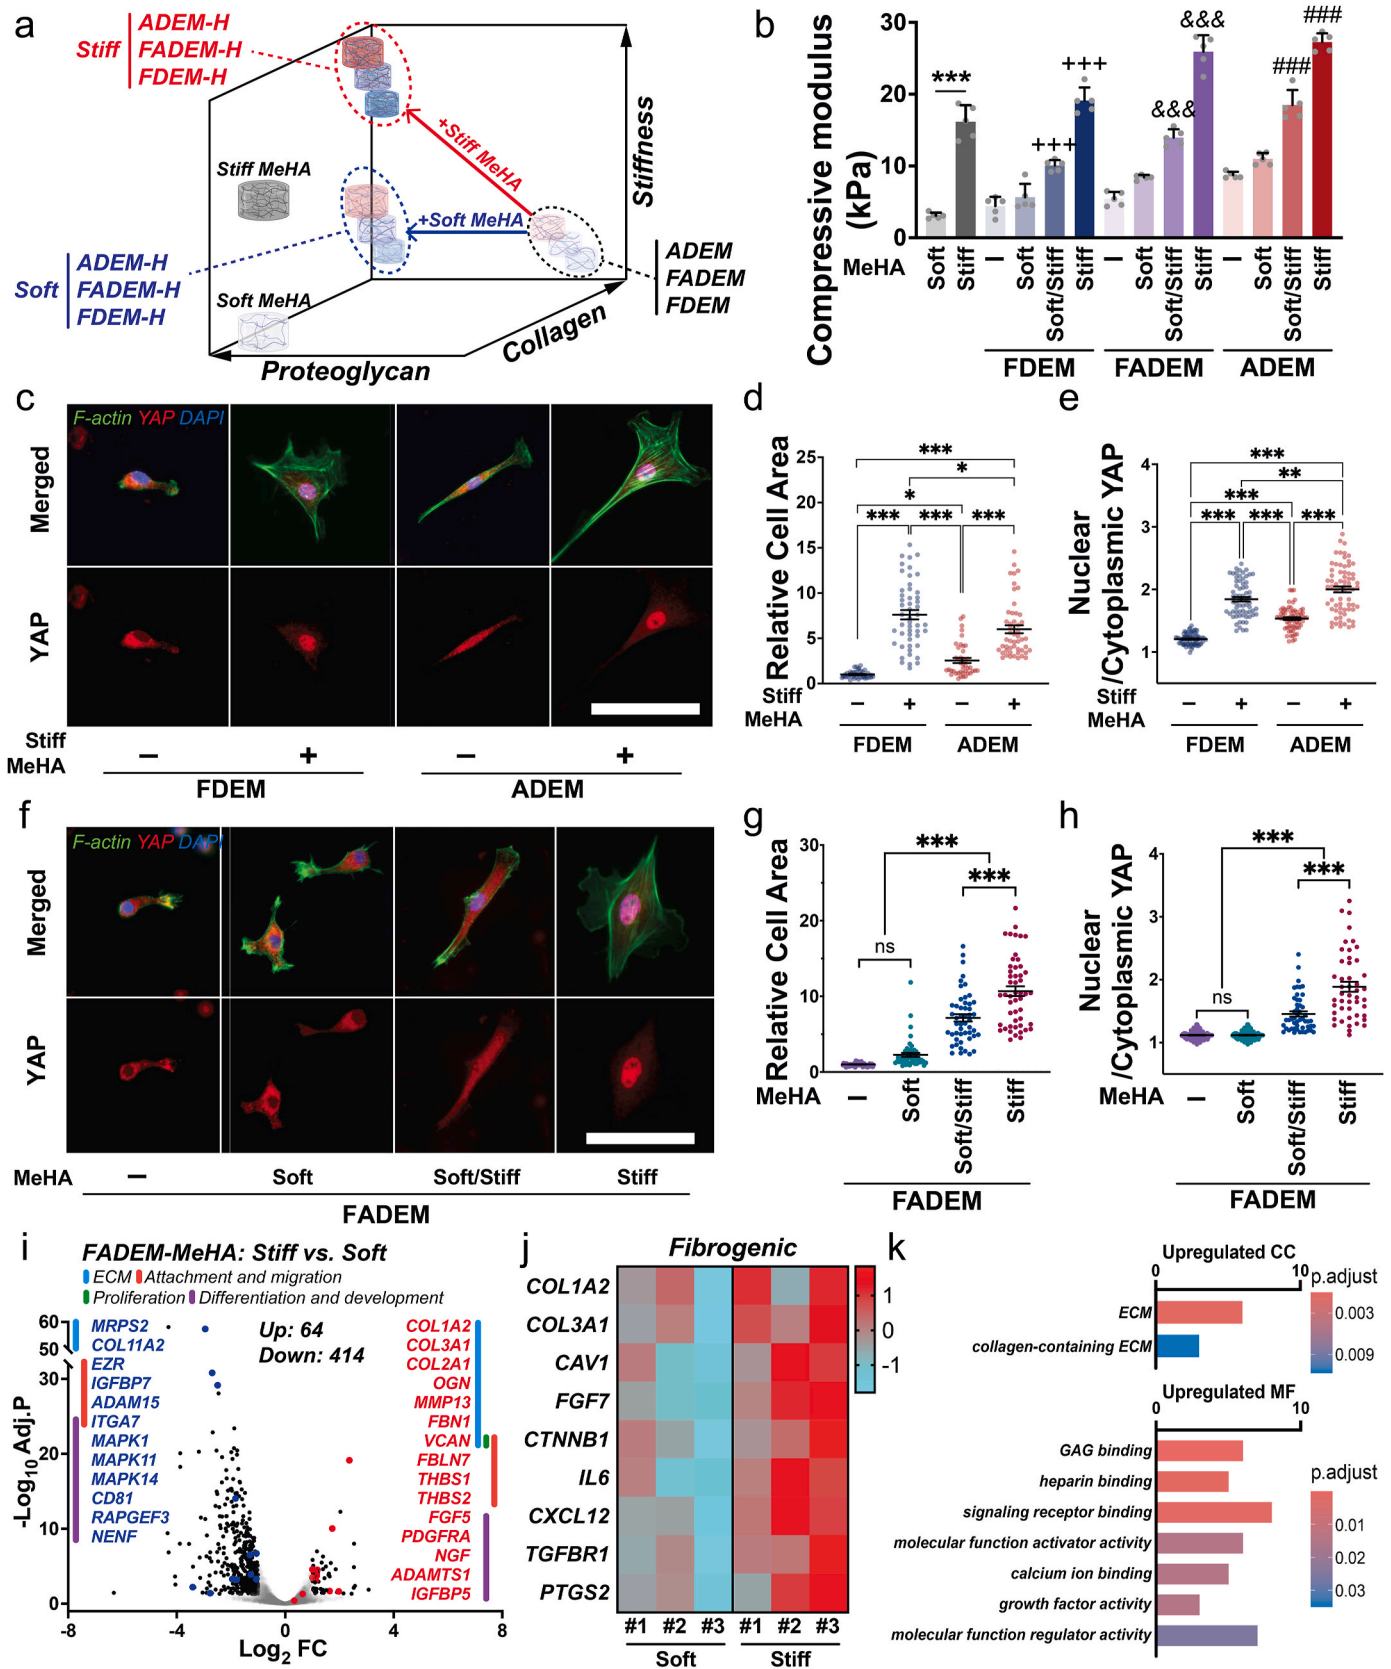 a
Stiff
ADEM-H
FADEM-H
FDEM-H
Stiff MeHA
+Stiff MeHA
+Soft MeHA
Soft
ADEM-H
FADEM-H
FDEM-H
Soft MeHA
ADEM
FADEM
FDEM
Stiffness
Collagen
Proteoglycan
b
Compressive modulus
(kPa)
30
20
10
0
***
+++
+++
&&&
&&&
###
###
MeHA
Soft
Stiff
–
Soft
Soft/Stiff
Stiff
–
Soft
Soft/Stiff
Stiff
–
Soft
Soft/Stiff
Stiff
FDEM
FADEM
ADEM
c
F-actin YAP DAPI
Merged
YAP
Stiff
MeHA
– + – +
FDEM
ADEM
d
Relative Cell Area
25
20
15
10
5
0
***
*
*
*** *** ***
Stiff
MeHA
– + – +
FDEM
ADEM
e
Nuclear
/Cytoplasmic YAP
4
3
2
1
***
**
***
*** *** ***
Stiff
MeHA
– + – +
FDEM
ADEM
f
F-actin YAP DAPI
Merged
YAP
MeHA – Soft Soft/Stiff Stiff
FADEM
g
Relative Cell Area
30
20
10
0
***
***
ns
MeHA
–
Soft
Soft/Stiff
Stiff
FADEM
h
Nuclear
/Cytoplasmic YAP
4
3
2
1
***
***
ns
MeHA
–
Soft
Soft/Stiff
Stiff
FADEM
i
FADEM-MeHA: Stiff vs. Soft
ECM Attachment and migration
Proliferation Differentiation and development
Up: 64
Down: 414
-Log10 Adj.P
60
50
30
20
10
0
MRPS2
COL11A2
EZR
IGFBP7
ADAM15
ITGA7
MAPK1
MAPK11
MAPK14
CD81
RAPGEF3
NENF
COL1A2
COL3A1
COL2A1
OGN
MMP13
FBN1
VCAN
FBLN7
THBS1
THBS2
FGF5
PDGFRA
NGF
ADAMTS1
IGFBP5
-8 -4 0 4 8
Log2 FC
j
Fibrogenic
COL1A2
COL3A1
CAV1
FGF7
CTNNB1
IL6
CXCL12
TGFBR1
PTGS2
#1 #2 #3 #1 #2 #3
Soft
Stiff
1
0
-1
k
Upregulated CC
0 10
ECM
collagen-containing ECM
p.adjust
0.003
0.009
Upregulated MF
0 10
GAG binding
heparin binding
signaling receptor binding
molecular function activator activity
calcium ion binding
growth factor activity
molecular function regulator activity
p.adjust
0.01
0.02
0.03